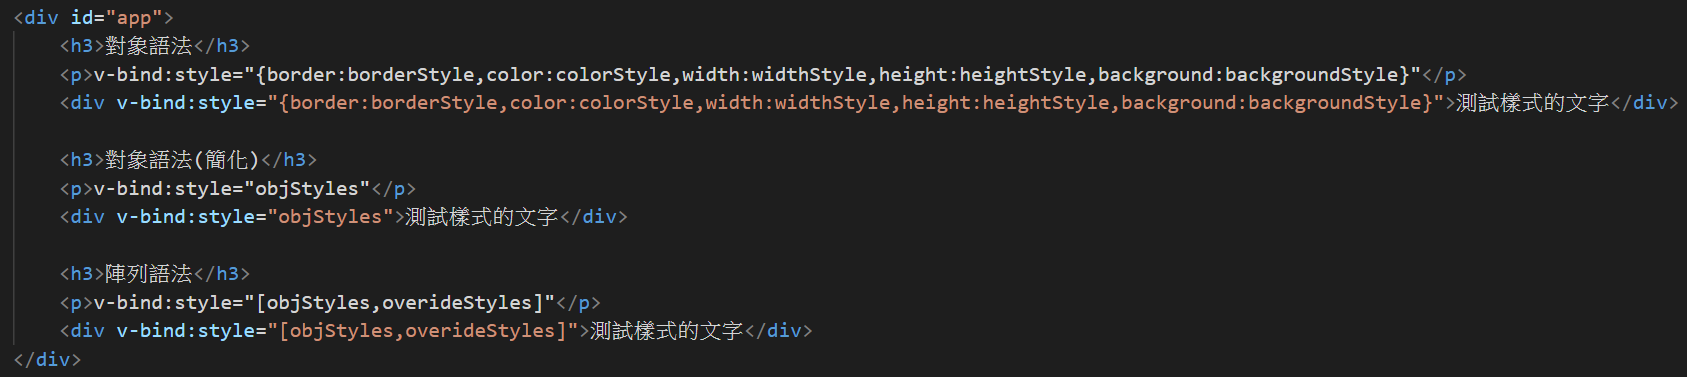 <div id="app">
<h3>對象語法</h3>
<p>v-bind:style="{border:borderStyle,color:colorStyle,width:widthStyle,height:heightStyle,background:backgroundStyle}"</p>
<div v-bind:style="{border:borderStyle,color:colorStyle,width:widthStyle,height:heightStyle,background:backgroundStyle}">測試樣式的文字</div>
<h3>對象語法(簡化)</h3>
<p>v-bind:style="objStyles"</p>
<div v-bind:style="objStyles">測試樣式的文字</div>
<h3>陣列語法</h3>
<p>v-bind:style="[objStyles,overideStyles]"</p>
<div v-bind:style="[objStyles,overideStyles]">測試樣式的文字</div>
</div>